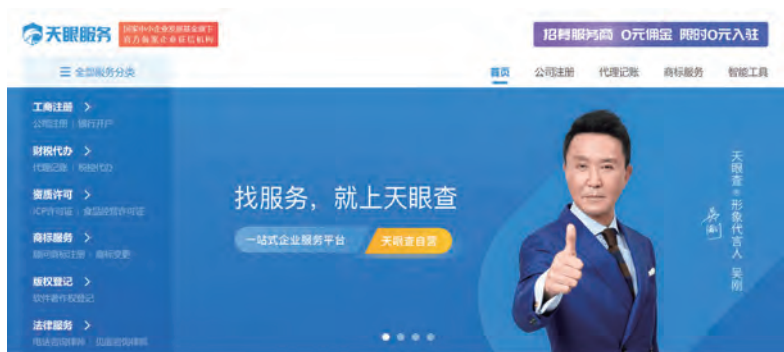 天眼服务
国家中小企业发展基金旗下
官方备案企业征信机构
招募服务商 0元佣金 限时0元入驻
全部服务分类
首页 公司注册 代理记账 商标服务 智能工具
工商注册 >
公司注册 | 银行开户
财税代办 >
代理记账 | 税务代办
资质许可 >
ICP许可证 | 食品经营许可证
商标服务 >
顾问商标注册 | 商标变更
版权登记 >
软件著作权登记
法律服务 >
找服务，就上天眼查
一站式企业服务平台 天眼查自营
天眼查®形象代言人 吴刚
吴刚